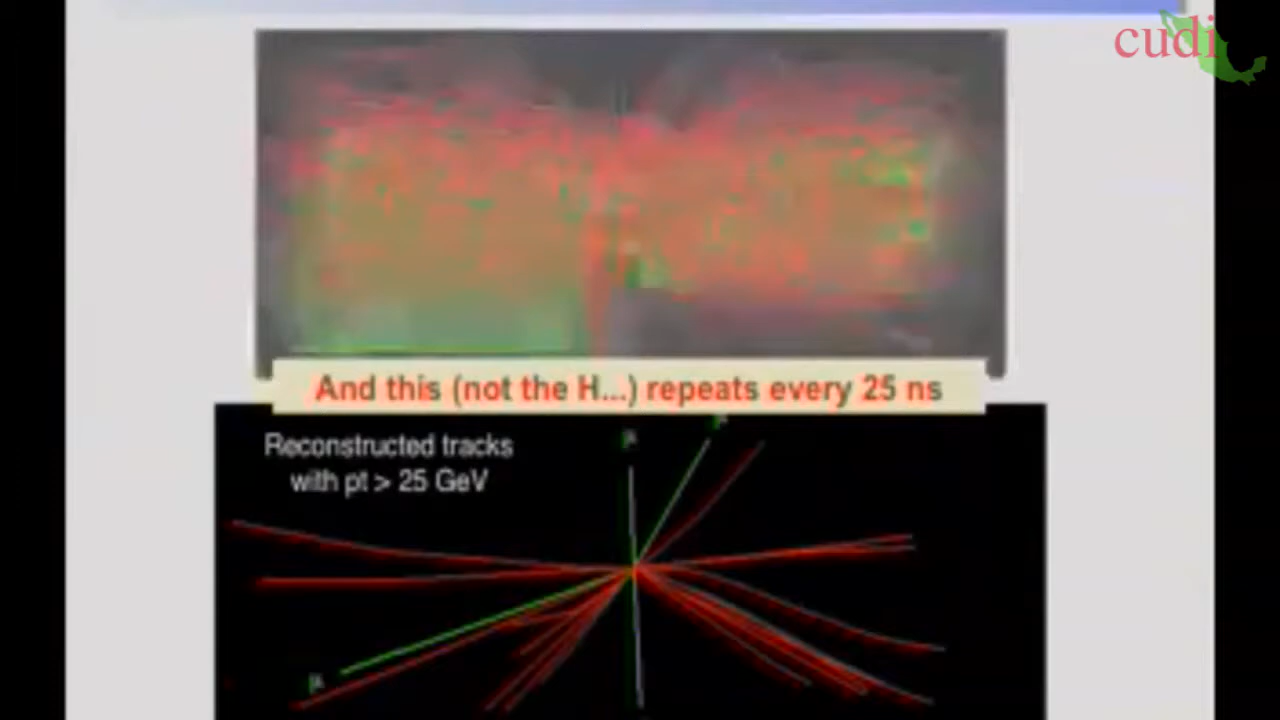 cudi
And this (not the H...) repeats every 25 ns
Reconstructed tracks
with pt > 25 GeV
μ
μ
μ